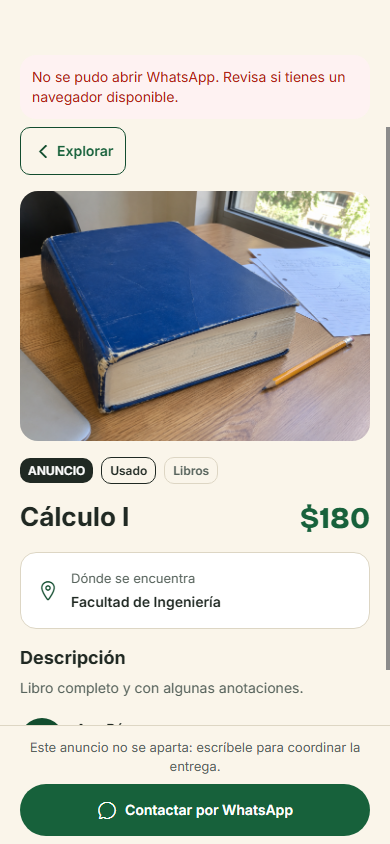 No se pudo abrir WhatsApp. Revisa si tienes un
navegador disponible.
Explorar
ANUNCIO
Usado
Libros
Cálculo I
$180
Dónde se encuentra
Facultad de Ingeniería
Descripción
Libro completo y con algunas anotaciones.
Este anuncio no se aparta: escríbele para coordinar la
entrega.
Contactar por WhatsApp